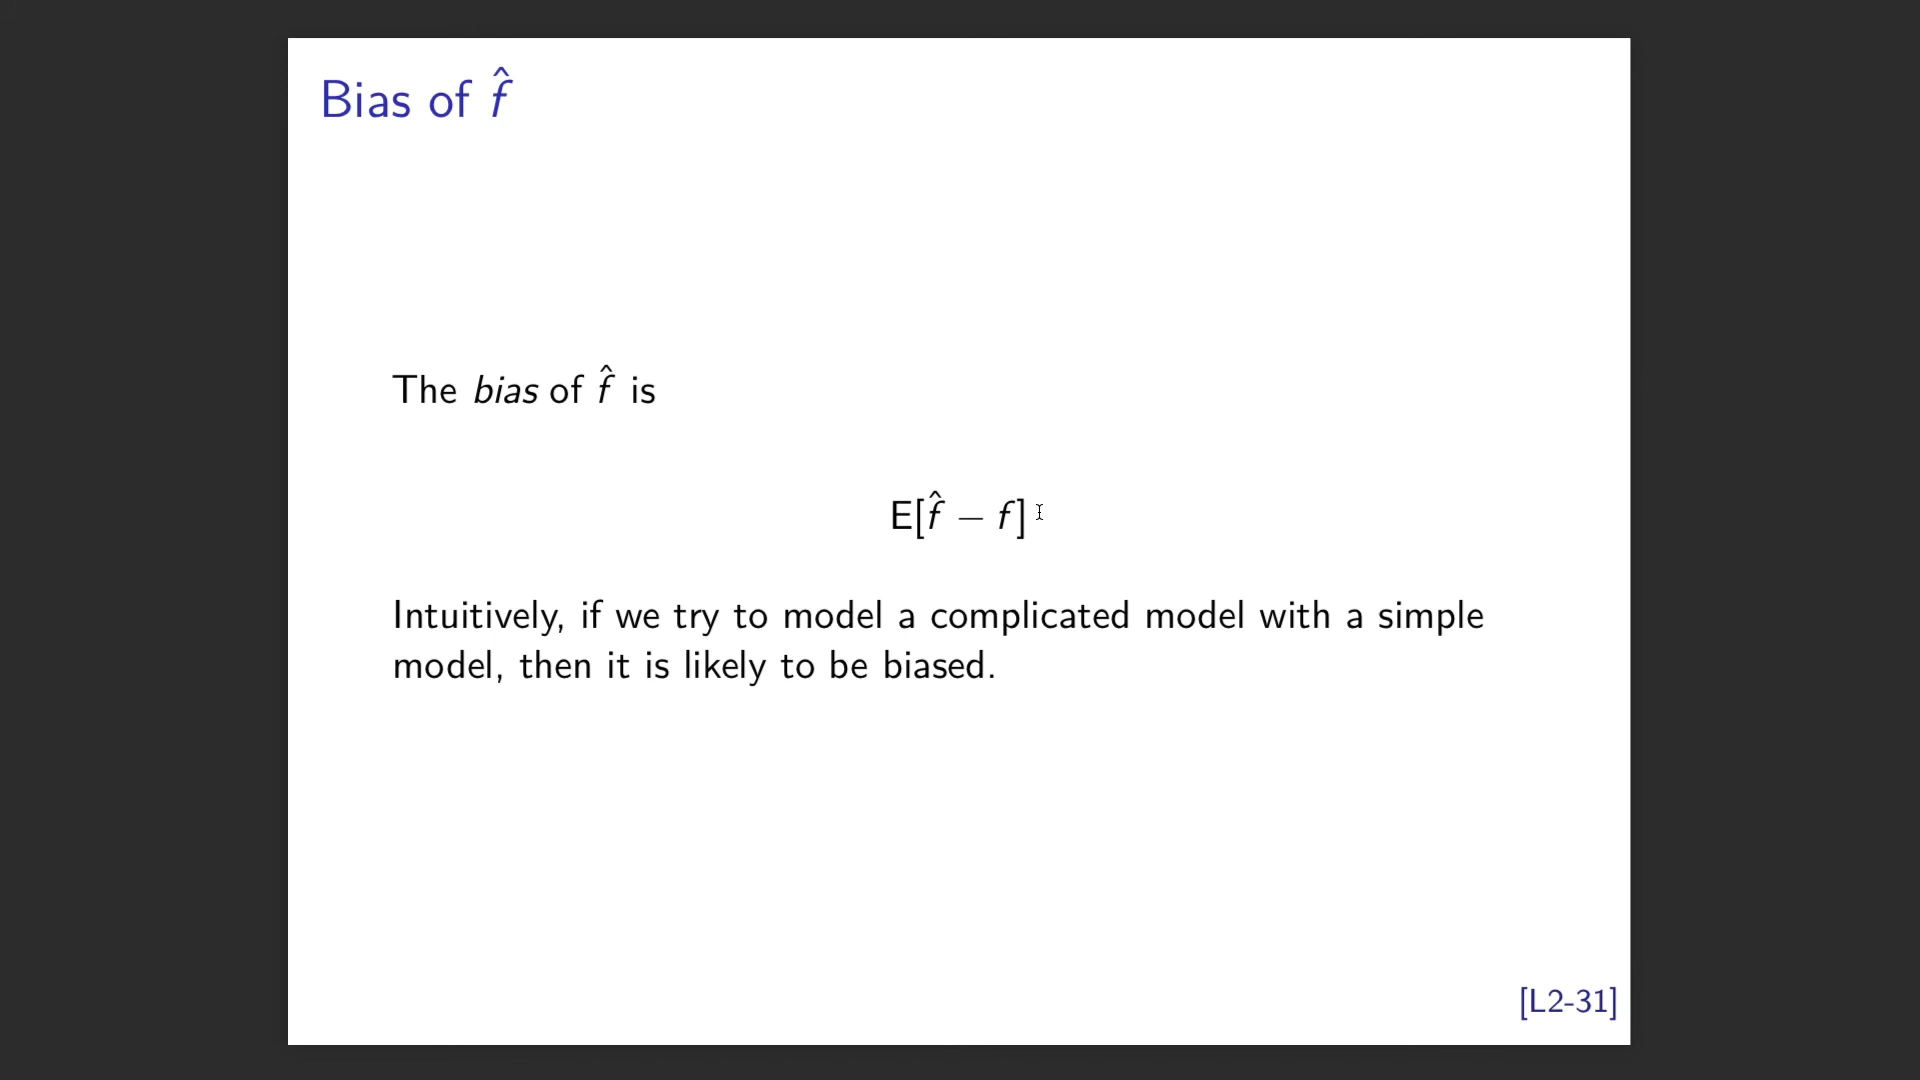 Bias of f̂
The bias of f̂ is
E[f̂ − f]
Intuitively, if we try to model a complicated model with a simple
model, then it is likely to be biased.
[L2-31]